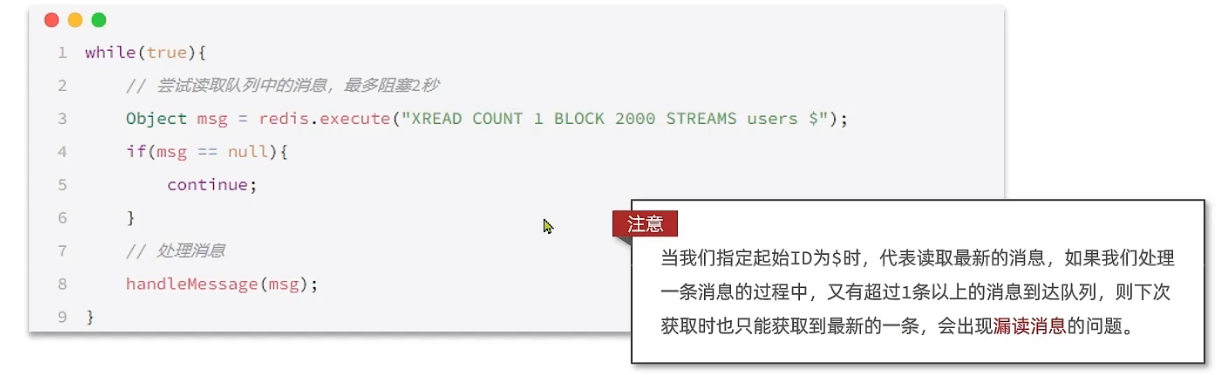 1 while(true){
2 // 尝试读取队列中的消息，最多阻塞2秒
3 Object msg = redis.execute("XREAD COUNT 1 BLOCK 2000 STREAMS users $");
4 if(msg == null){
5 continue;
6 }
7 // 处理消息
8 handleMessage(msg);
9 }
注意
当我们指定起始ID为$时，代表读取最新的消息，如果我们处理
一条消息的过程中，又有超过1条以上的消息到达队列，则下次
获取时也只能获取到最新的一条，会出现漏读消息的问题。